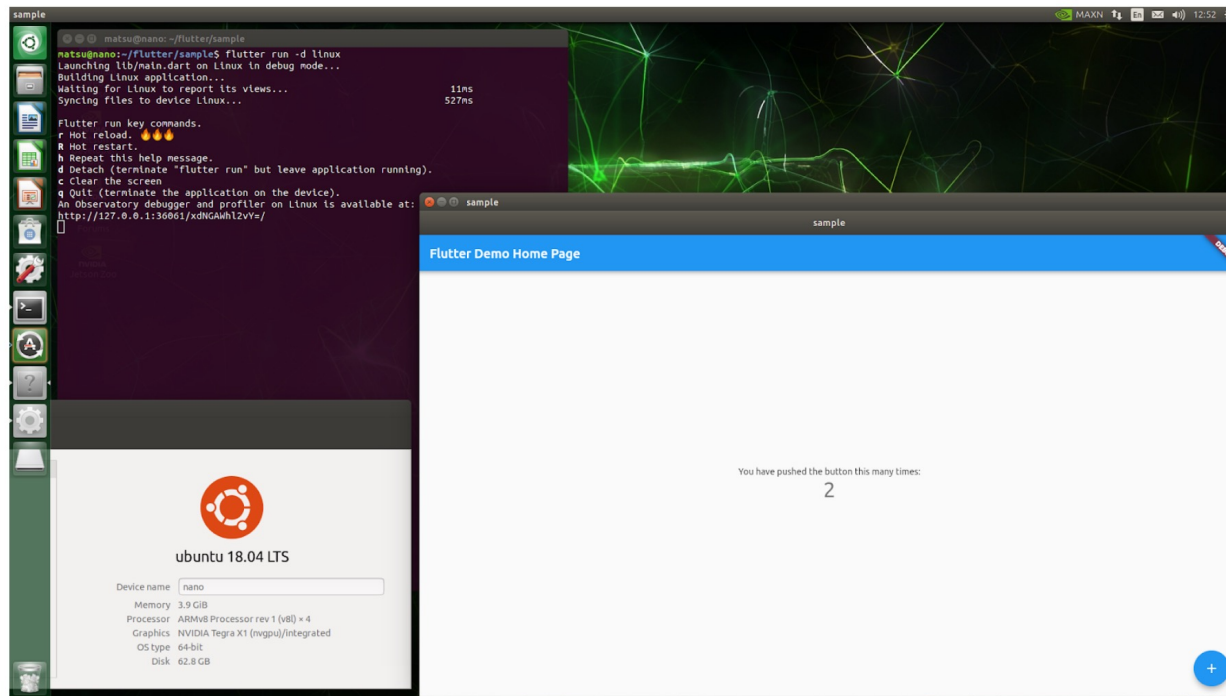 sample
MAXN En 12:52
matsu@nano: ~/flutter/sample
matsu@nano:~/flutter/sample$ flutter run -d linux
Launching lib/main.dart on Linux in debug mode...
Building Linux application...
Waiting for Linux to report its views... 11ms
Syncing files to device Linux... 527ms
Flutter run key commands.
r Hot reload. 🔥🔥🔥
R Hot restart.
h Repeat this help message.
d Detach (terminate "flutter run" but leave application running).
c Clear the screen
q Quit (terminate the application on the device).
An Observatory debugger and profiler on Linux is available at:
http://127.0.0.1:36061/xdNGAWhl2vY=/
sample
sample
Flutter Demo Home Page
You have pushed the button this many times:
2
+
ubuntu 18.04 LTS
Device name nano
Memory 3.9 GiB
Processor ARMv8 Processor rev 1 (v8l) × 4
Graphics NVIDIA Tegra X1 (nvgpu)/integrated
OS type 64-bit
Disk 62.8 GB